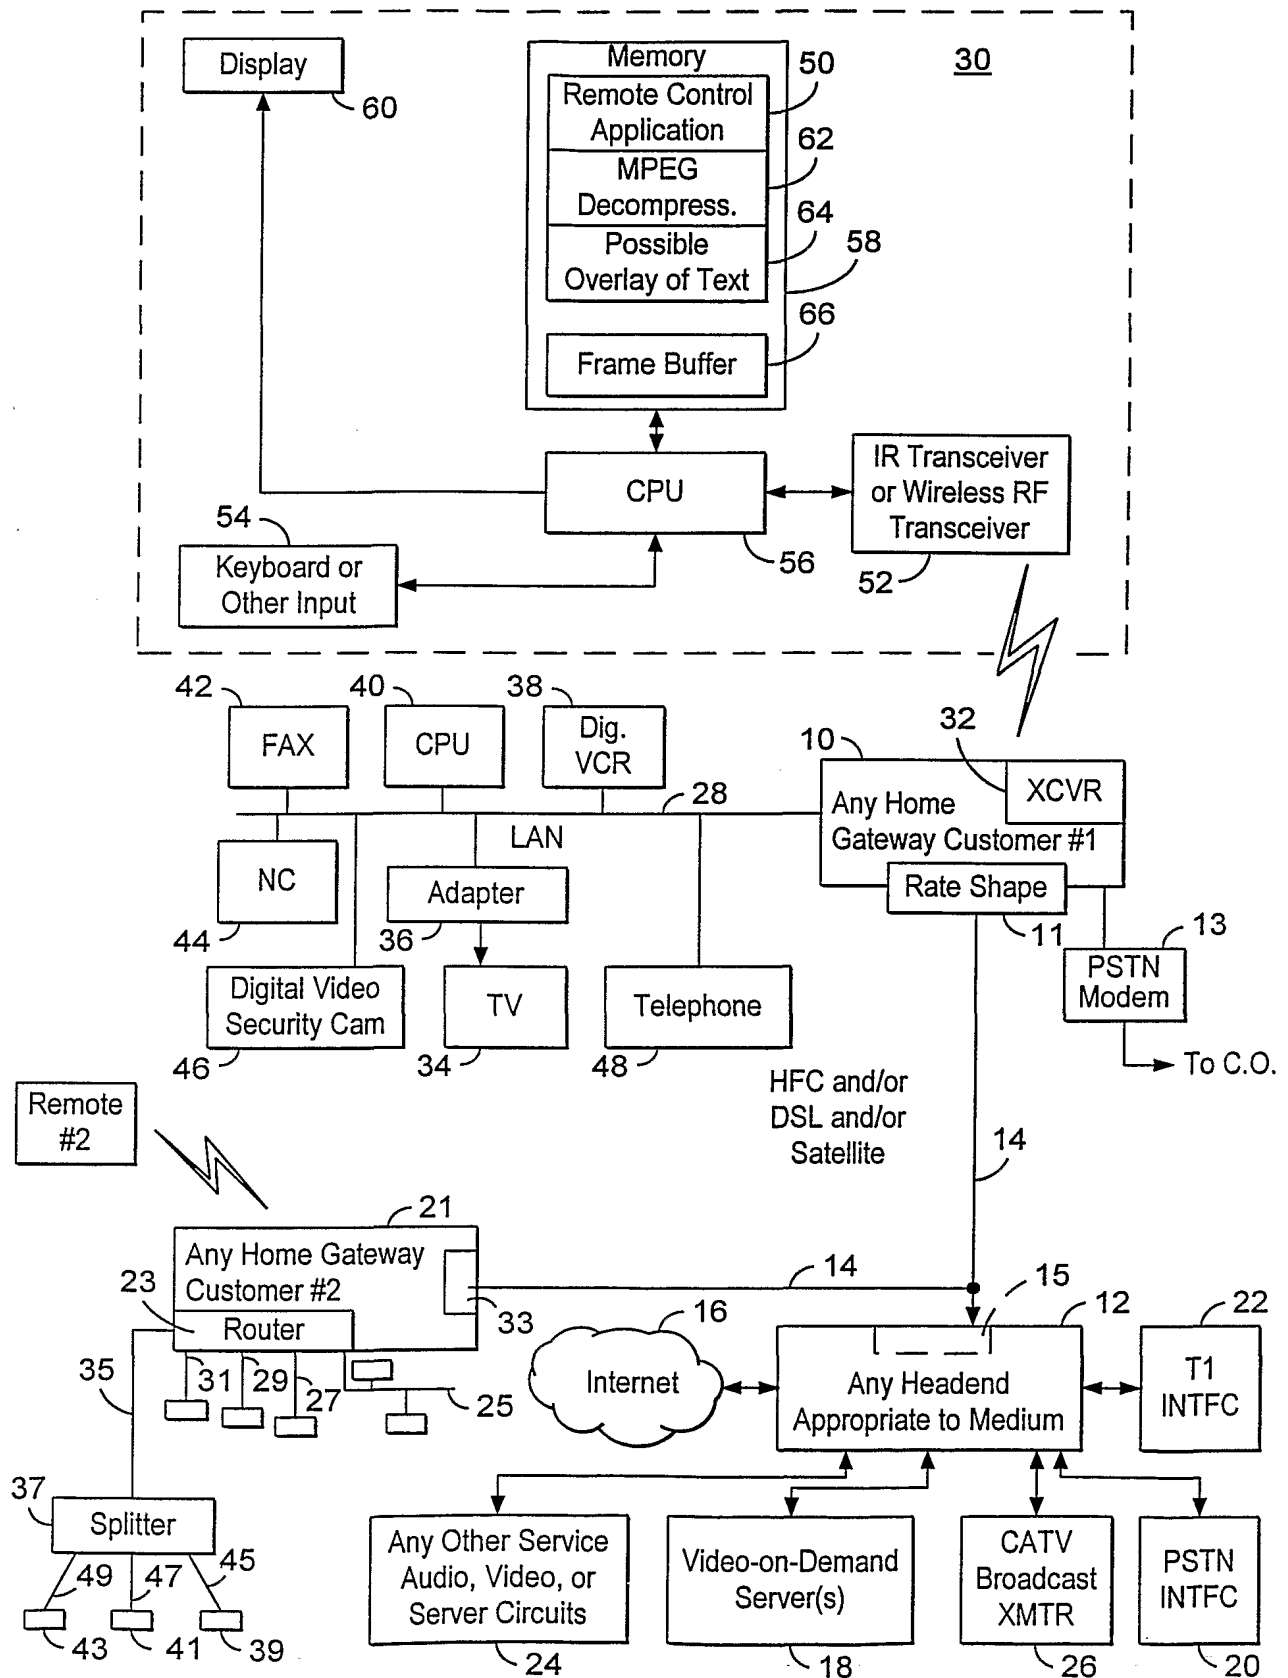 30
Display
60
Memory
50
Remote Control
Application
62
MPEG
Decompress.
64
Possible
Overlay of Text
58
66
Frame Buffer
CPU
56
IR Transceiver
or Wireless RF
Transceiver
52
54
Keyboard or
Other Input
42
FAX
40
CPU
38
Dig.
VCR
28
LAN
10
32
XCVR
Any Home
Gateway Customer #1
Rate Shape
11
13
PSTN
Modem
To C.O.
NC
44
Adapter
36
Digital Video
Security Cam
46
TV
34
Telephone
48
HFC and/or
DSL and/or
Satellite
14
Remote
#2
21
Any Home Gateway
Customer #2
33
23
Router
14
15
16
Internet
12
Any Headend
Appropriate to Medium
22
T1
INTFC
35
31
29
27
25
37
Splitter
49
47
45
43
41
39
Any Other Service
Audio, Video, or
Server Circuits
24
Video-on-Demand
Server(s)
18
CATV
Broadcast
XMTR
26
PSTN
INTFC
20